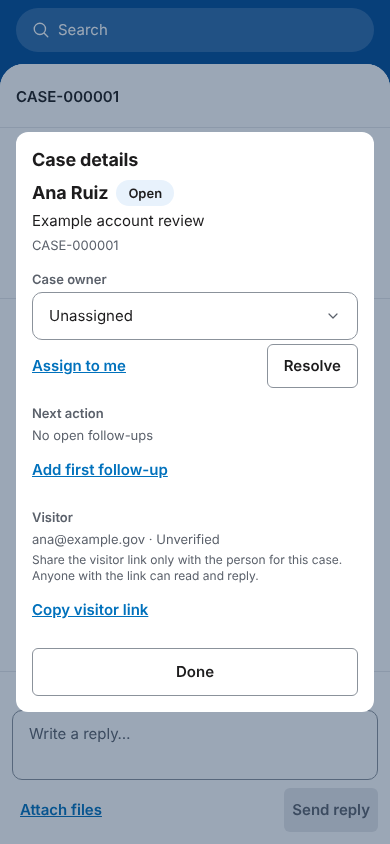 Search
CASE-000001
Case details
Ana Ruiz Open
Example account review
CASE-000001
Case owner
Unassigned
Assign to me Resolve
Next action
No open follow-ups
Add first follow-up
Visitor
ana@example.gov · Unverified
Share the visitor link only with the person for this case.
Anyone with the link can read and reply.
Copy visitor link
Done
Write a reply...
Attach files Send reply